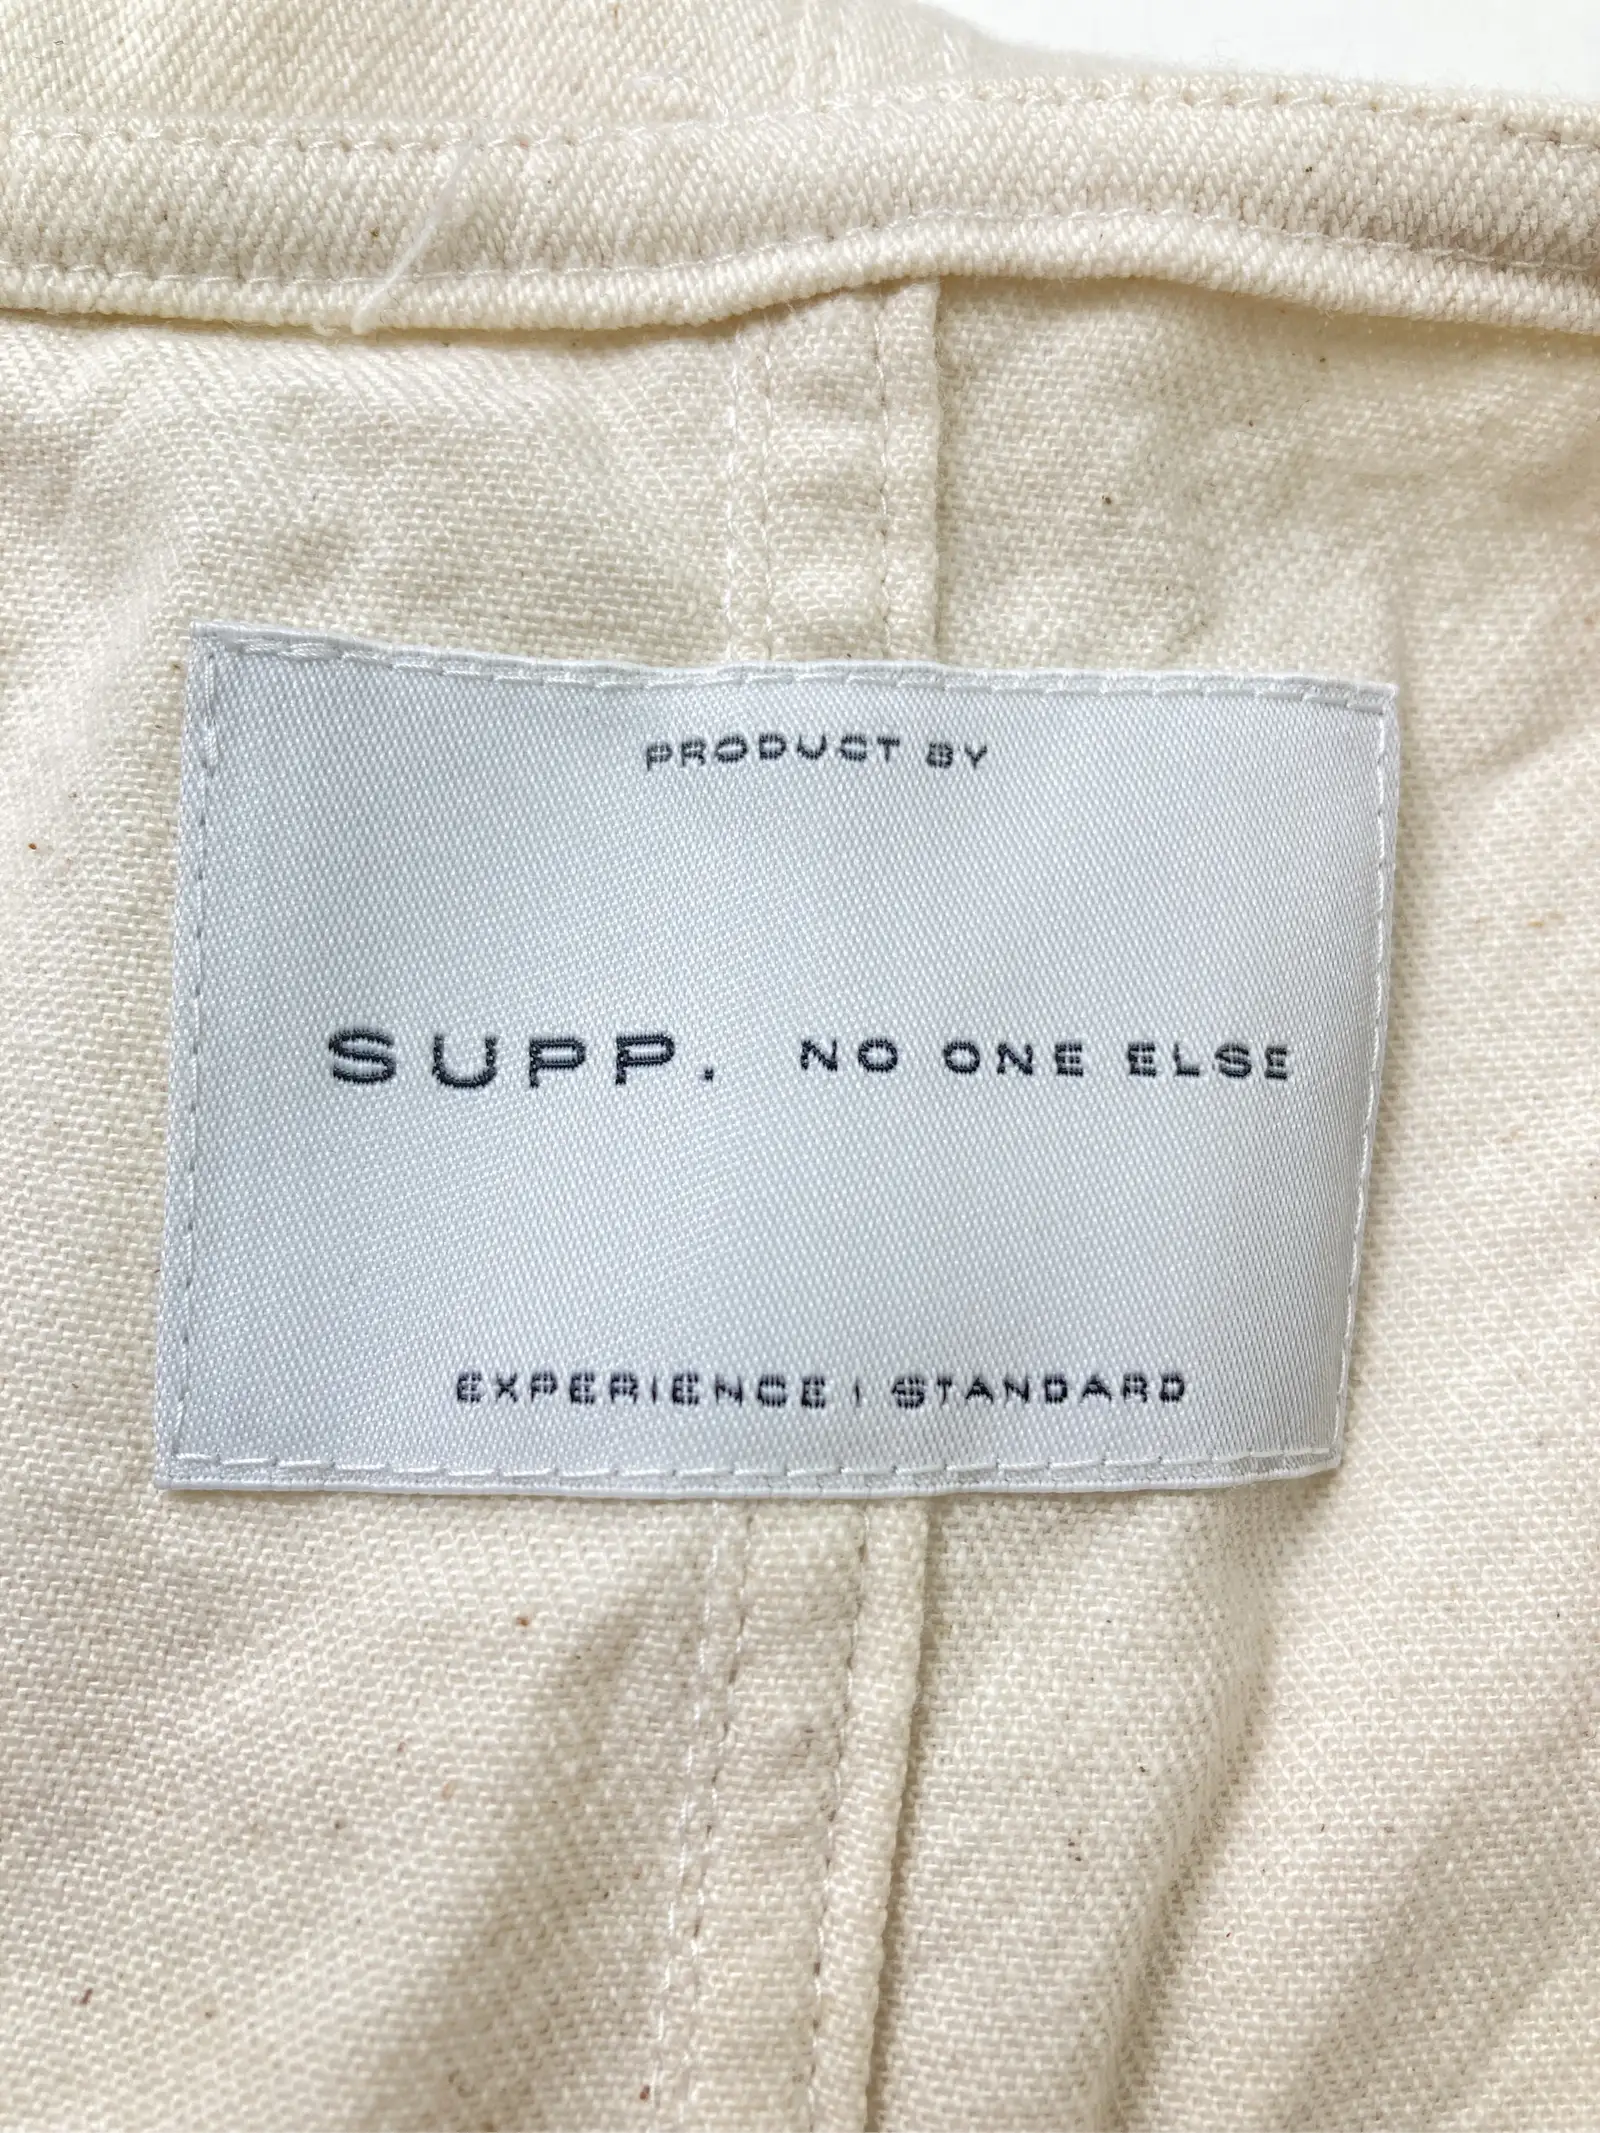 PRODUCT BY
SUPP. NO ONE ELSE
EXPERIENCE | STANDARD